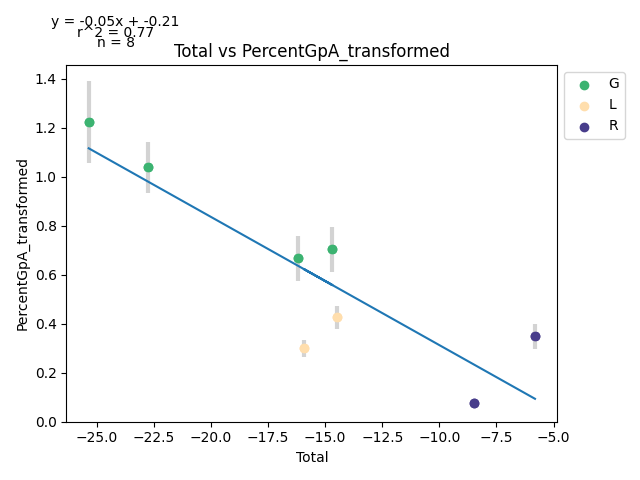 y = -0.05x + -0.21
r^2 = 0.77
n = 8
Total vs PercentGpA_transformed
G
L
R
PercentGpA_transformed
1.4
1.2
1.0
0.8
0.6
0.4
0.2
0.0
−25.0 −22.5 −20.0 −17.5 −15.0 −12.5 −10.0 −7.5 −5.0
Total